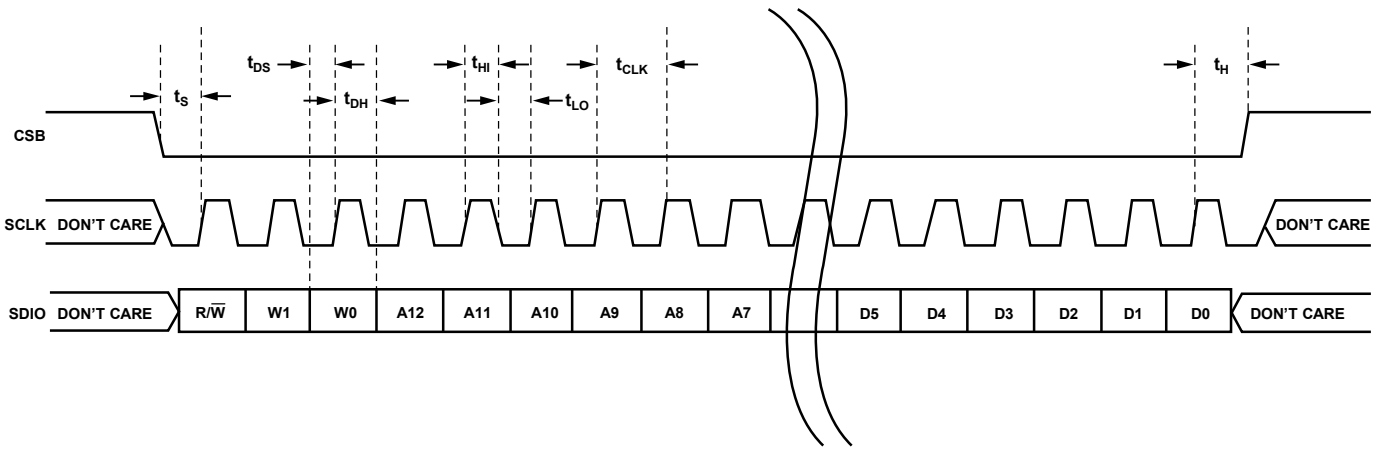 tDS
tHI
tCLK
tH
tS
tDH
tLO
CSB
SCLK DON'T CARE
DON'T CARE
SDIO DON'T CARE R/W̅ W1 W0 A12 A11 A10 A9 A8 A7 D5 D4 D3 D2 D1 D0 DON'T CARE